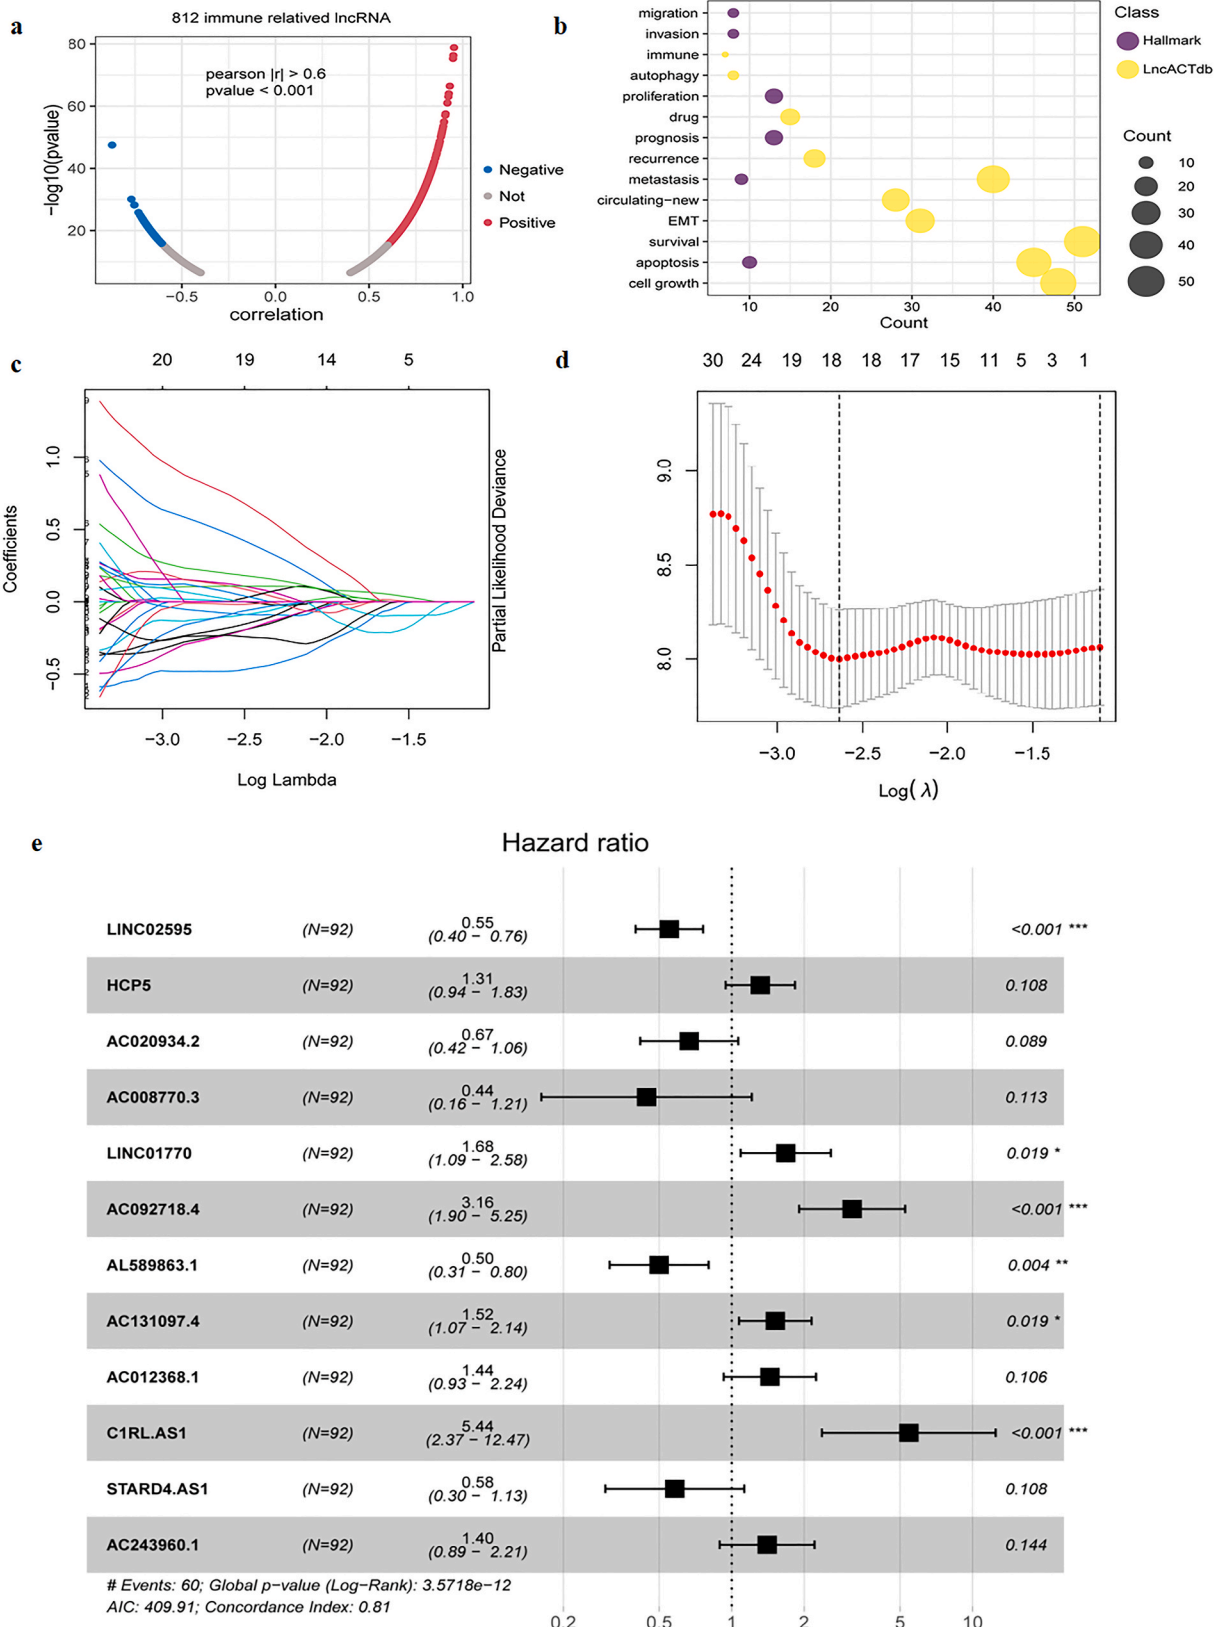 a
812 immune relatived lncRNA
pearson |r| > 0.6
pvalue < 0.001
−log10(pvalue)
80
60
40
20
−0.5
0.0
0.5
1.0
correlation
Negative
Not
Positive
b
migration
invasion
immune
autophagy
proliferation
drug
prognosis
recurrence
metastasis
circulating−new
EMT
survival
apoptosis
cell growth
10
20
30
40
50
Count
Class
Hallmark
LncACTdb
Count
10
20
30
40
50
c
20
19
14
5
Coefficients
1.0
0.5
0.0
−0.5
−3.0
−2.5
−2.0
−1.5
Log Lambda
d
30 24 19 18 18 17 15 11 5 3 1
Partial Likelihood Deviance
9.0
8.5
8.0
−3.0
−2.5
−2.0
−1.5
Log( λ)
e
Hazard ratio
LINC02595 (N=92) 0.55 (0.40 − 0.76) <0.001 ***
HCP5 (N=92) 1.31 (0.94 − 1.83) 0.108
AC020934.2 (N=92) 0.67 (0.42 − 1.06) 0.089
AC008770.3 (N=92) 0.44 (0.16 − 1.21) 0.113
LINC01770 (N=92) 1.68 (1.09 − 2.58) 0.019 *
AC092718.4 (N=92) 3.16 (1.90 − 5.25) <0.001 ***
AL589863.1 (N=92) 0.50 (0.31 − 0.80) 0.004 **
AC131097.4 (N=92) 1.52 (1.07 − 2.14) 0.019 *
AC012368.1 (N=92) 1.44 (0.93 − 2.24) 0.106
C1RL.AS1 (N=92) 5.44 (2.37 − 12.47) <0.001 ***
STARD4.AS1 (N=92) 0.58 (0.30 − 1.13) 0.108
AC243960.1 (N=92) 1.40 (0.89 − 2.21) 0.144
# Events: 60; Global p−value (Log−Rank): 3.5718e−12
AIC: 409.91; Concordance Index: 0.81
0.2 0.5 1 2 5 10